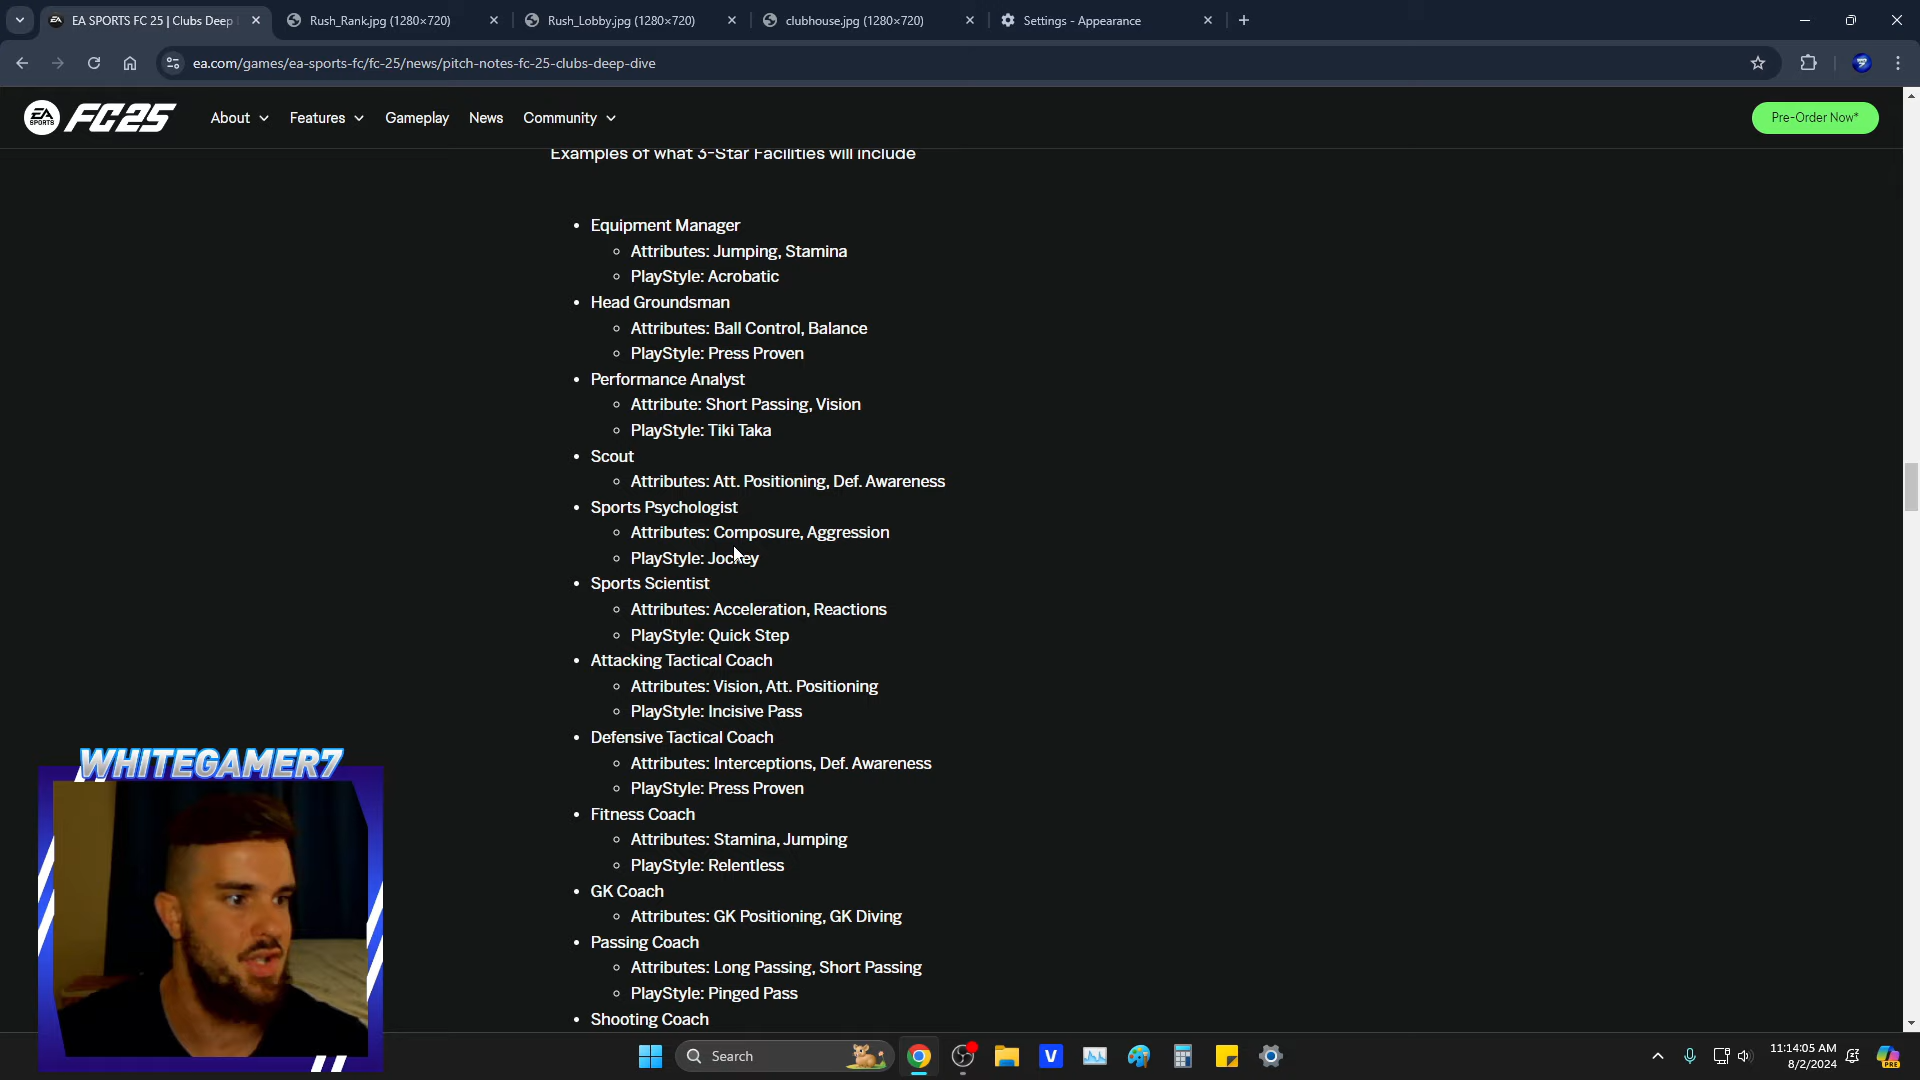 EA SPORTS FC 25 | Clubs Deep
Rush_Rank.jpg (1280×720)
Rush_Lobby.jpg (1280×720)
clubhouse.jpg (1280×720)
Settings - Appearance
ea.com/games/ea-sports-fc/fc-25/news/pitch-notes-fc-25-clubs-deep-dive
EA SPORTS FC25
About
Features
Gameplay
News
Community
Pre-Order Now*
Examples of what 3-Star Facilities will include
• Equipment Manager
◦ Attributes: Jumping, Stamina
◦ PlayStyle: Acrobatic
• Head Groundsman
◦ Attributes: Ball Control, Balance
◦ PlayStyle: Press Proven
• Performance Analyst
◦ Attribute: Short Passing, Vision
◦ PlayStyle: Tiki Taka
• Scout
◦ Attributes: Att. Positioning, Def. Awareness
• Sports Psychologist
◦ Attributes: Composure, Aggression
◦ PlayStyle: Jockey
• Sports Scientist
◦ Attributes: Acceleration, Reactions
◦ PlayStyle: Quick Step
• Attacking Tactical Coach
◦ Attributes: Vision, Att. Positioning
◦ PlayStyle: Incisive Pass
• Defensive Tactical Coach
◦ Attributes: Interceptions, Def. Awareness
◦ PlayStyle: Press Proven
• Fitness Coach
◦ Attributes: Stamina, Jumping
◦ PlayStyle: Relentless
• GK Coach
◦ Attributes: GK Positioning, GK Diving
• Passing Coach
◦ Attributes: Long Passing, Short Passing
◦ PlayStyle: Pinged Pass
• Shooting Coach
WHITEGAMER7
Search
V
11:14:05 AM
8/2/2024
PRE